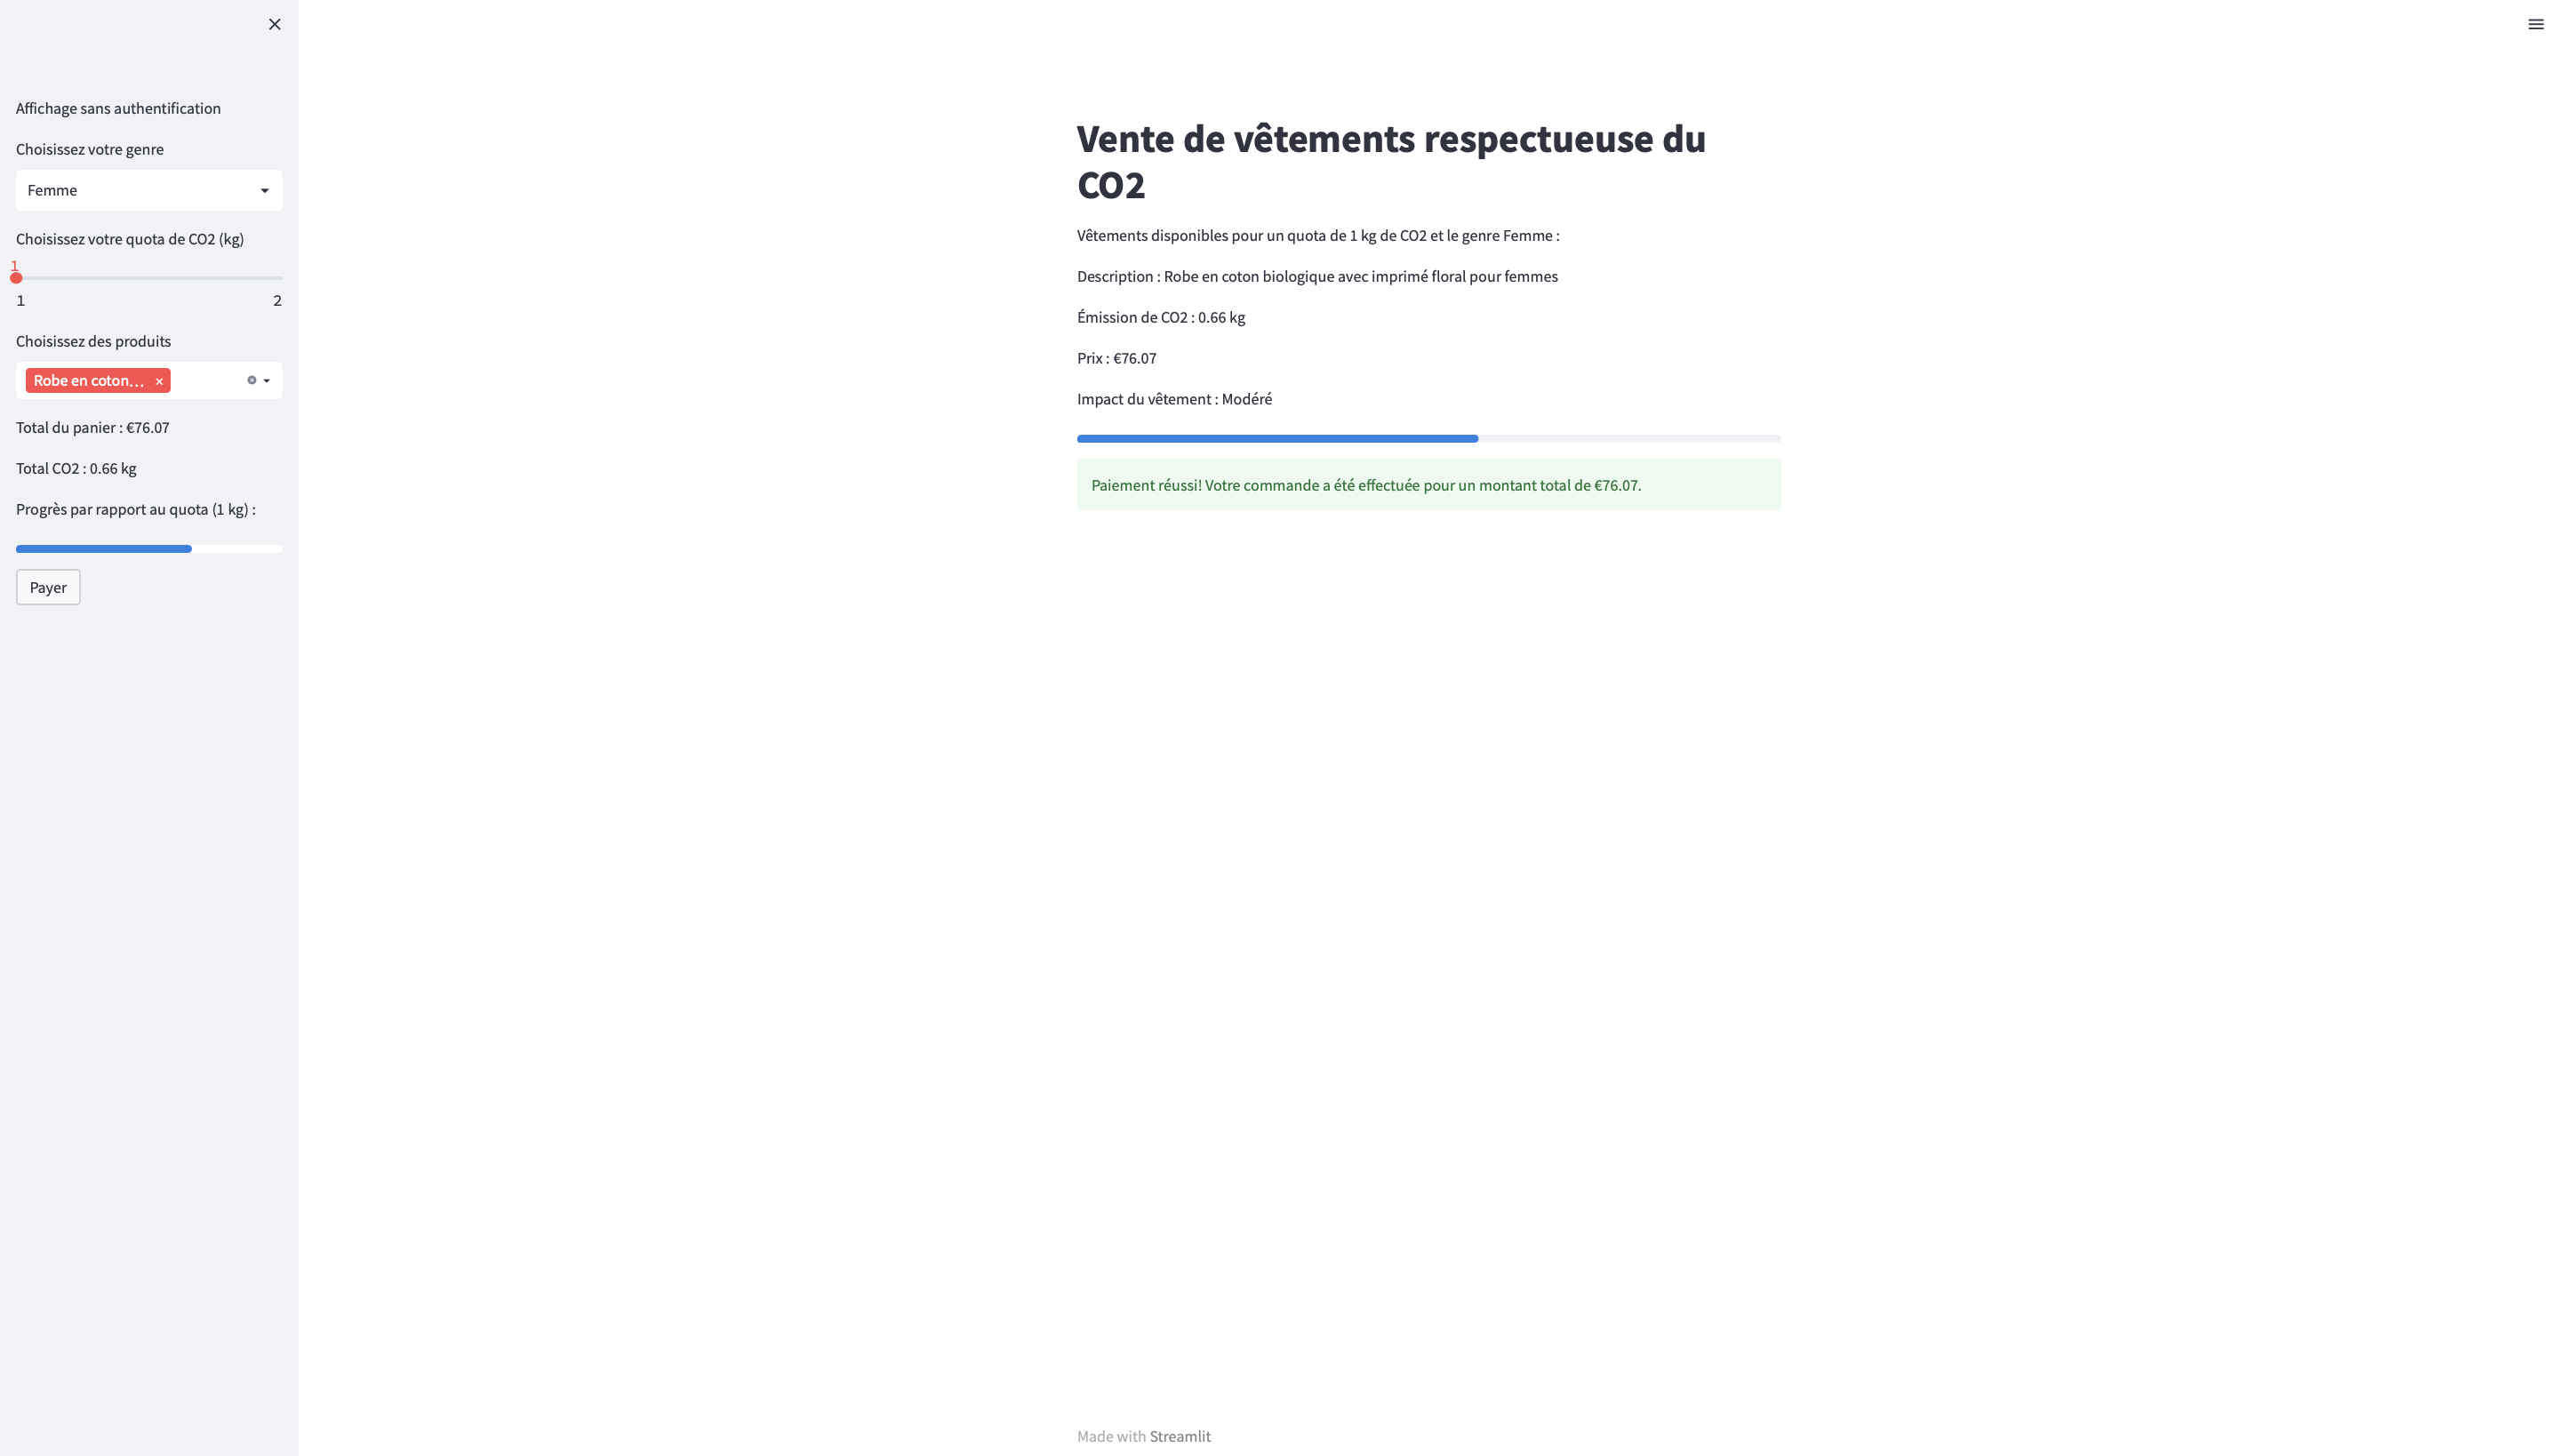 Affichage sans authentification
Choisissez votre genre
Femme
Choisissez votre quota de CO2 (kg)
1
1 2
Choisissez des produits
Robe en coton...
Total du panier : €76.07
Total CO2 : 0.66 kg
Progrès par rapport au quota (1 kg) :
Payer
Vente de vêtements respectueuse du
CO2
Vêtements disponibles pour un quota de 1 kg de CO2 et le genre Femme :
Description : Robe en coton biologique avec imprimé floral pour femmes
Émission de CO2 : 0.66 kg
Prix : €76.07
Impact du vêtement : Modéré
Paiement réussi! Votre commande a été effectuée pour un montant total de €76.07.
Made with Streamlit